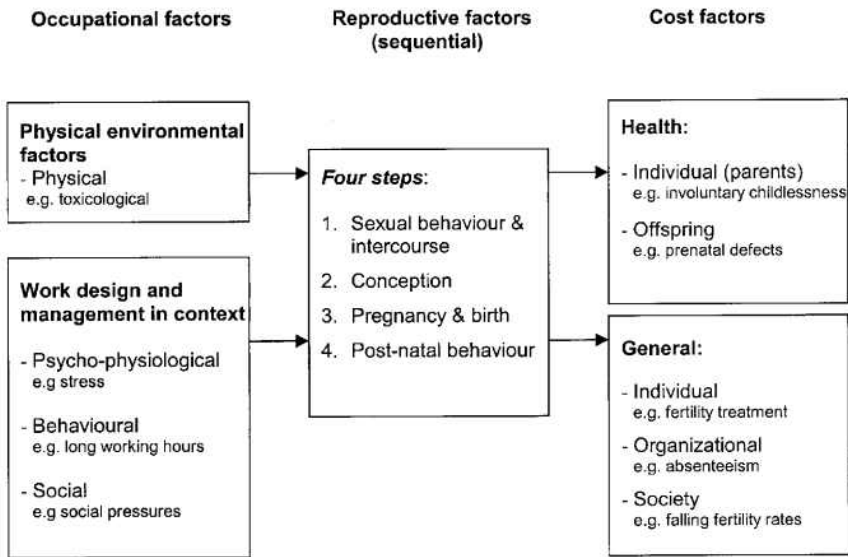 Occupational factors
Reproductive factors
(sequential)
Cost factors
Physical environmental
factors
- Physical
e.g. toxicological
Work design and
management in context
- Psycho-physiological
e.g stress
- Behavioural
e.g. long working hours
- Social
e.g social pressures
Four steps:
1. Sexual behaviour &
intercourse
2. Conception
3. Pregnancy & birth
4. Post-natal behaviour
Health:
- Individual (parents)
e.g. involuntary childlessness
- Offspring
e.g. prenatal defects
General:
- Individual
e.g. fertility treatment
- Organizational
e.g. absenteeism
- Society
e.g. falling fertility rates